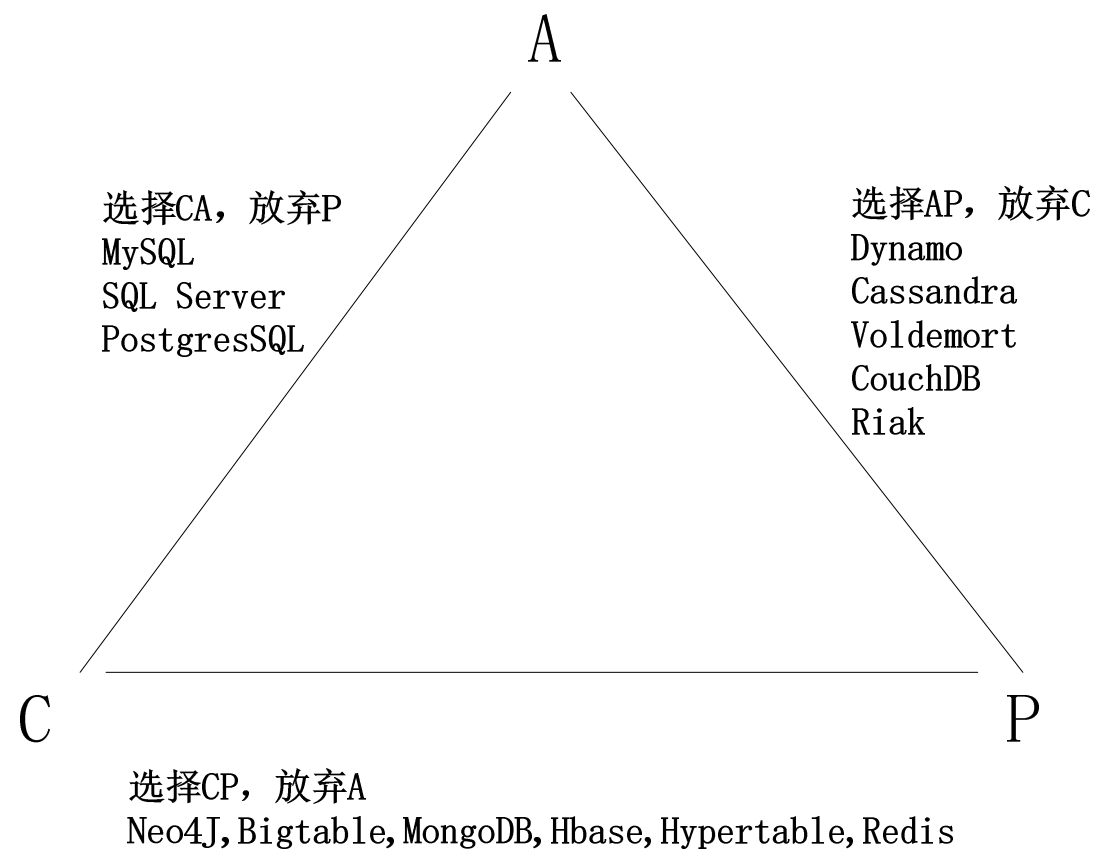 A
选择CA，放弃P
MySQL
SQL Server
PostgresSQL
选择AP，放弃C
Dynamo
Cassandra
Voldemort
CouchDB
Riak
C
P
选择CP，放弃A
Neo4J,Bigtable,MongoDB,Hbase,Hypertable,Redis